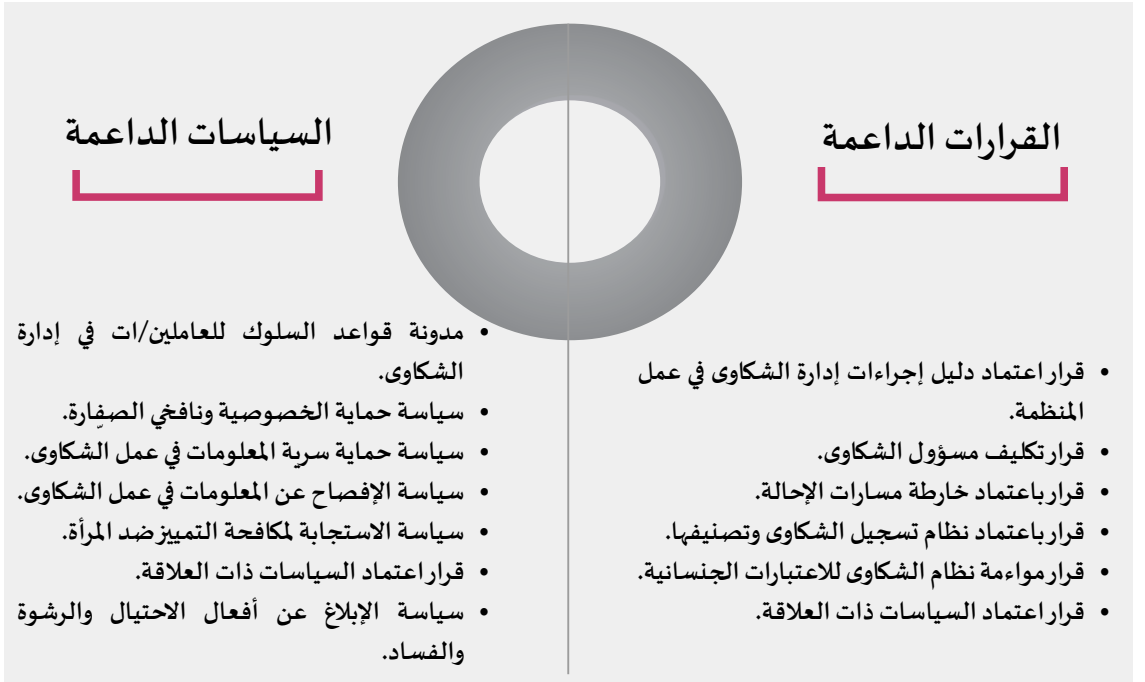 القرارات الداعمة
• قرار اعتماد دليل إجراءات إدارة الشكاوى في عمل
المنظمة.
• قرار تكليف مسؤول الشكاوى.
• قرار باعتماد خارطة مسارات الإحالة.
• قرار باعتماد نظام تسجيل الشكاوى وتصنيفها.
• قرار مواءمة نظام الشكاوى للاعتبارات الجنسانية.
• قرار اعتماد السياسات ذات العلاقة.
السياسات الداعمة
• مدونة قواعد السلوك للعاملين/ات في إدارة
الشكاوى.
• سياسة حماية الخصوصية ونافخي الصفِّارة.
• سياسة حماية سرية المعلومات في عمل الشكاوى.
• سياسة الإفصاح عن المعلومات في عمل الشكاوى.
• سياسة الاستجابة لمكافحة التمييز ضد المرأة.
• قرار اعتماد السياسات ذات العلاقة.
• سياسة الإبلاغ عن أفعال الاحتيال والرشوة
والفساد.